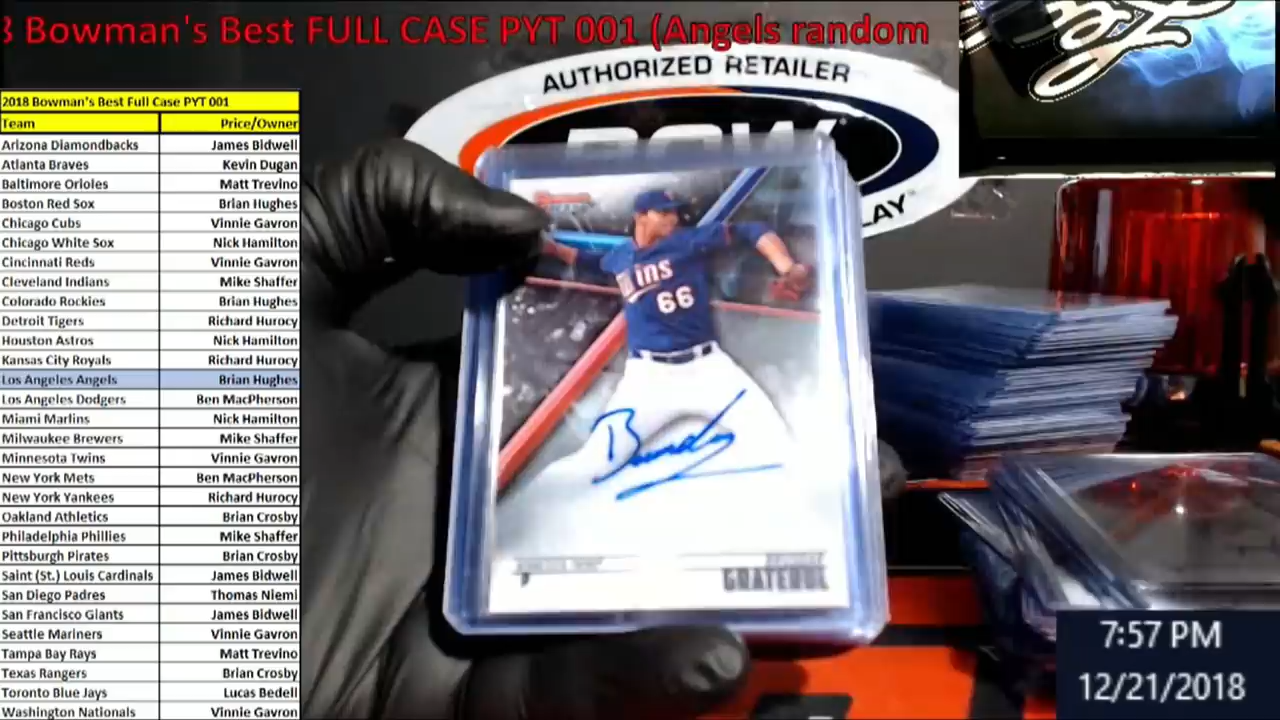 Bowman's Best FULL CASE PYT 001 (Angels random
AUTHORIZED RETAILER
2018 Bowman's Best Full Case PYT 001
Team Price/Owner
Arizona Diamondbacks James Bidwell
Atlanta Braves Kevin Dugan
Baltimore Orioles Matt Trevino
Boston Red Sox Brian Hughes
Chicago Cubs Vinnie Gavron
Chicago White Sox Nick Hamilton
Cincinnati Reds Vinnie Gavron
Cleveland Indians Mike Shaffer
Colorado Rockies Brian Hughes
Detroit Tigers Richard Hurocy
Houston Astros Nick Hamilton
Kansas City Royals Richard Hurocy
Los Angeles Angels Brian Hughes
Los Angeles Dodgers Ben MacPherson
Miami Marlins Nick Hamilton
Milwaukee Brewers Mike Shaffer
Minnesota Twins Vinnie Gavron
New York Mets Ben MacPherson
New York Yankees Richard Hurocy
Oakland Athletics Brian Crosby
Philadelphia Phillies Mike Shaffer
Pittsburgh Pirates Brian Crosby
Saint (St.) Louis Cardinals James Bidwell
San Diego Padres Thomas Niemi
San Francisco Giants James Bidwell
Seattle Mariners Vinnie Gavron
Tampa Bay Rays Matt Trevino
Texas Rangers Brian Crosby
Toronto Blue Jays Lucas Bedell
Washington Nationals Vinnie Gavron
LAY
ins
66
GRATEROL
7:57 PM
12/21/2018